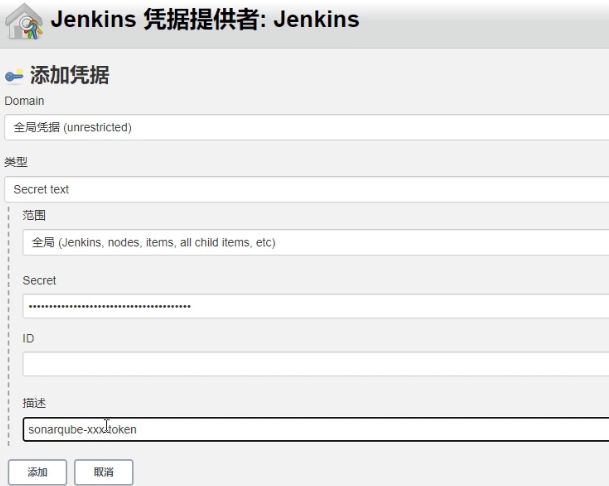 Jenkins 凭据提供者: Jenkins
添加凭据
Domain
全局凭据 (unrestricted)
类型
Secret text
范围
全局 (Jenkins, nodes, items, all child items, etc)
Secret
••••••••••••••••••••••••••••••••••••••••
ID
描述
sonarqube-xxx-token
添加 取消